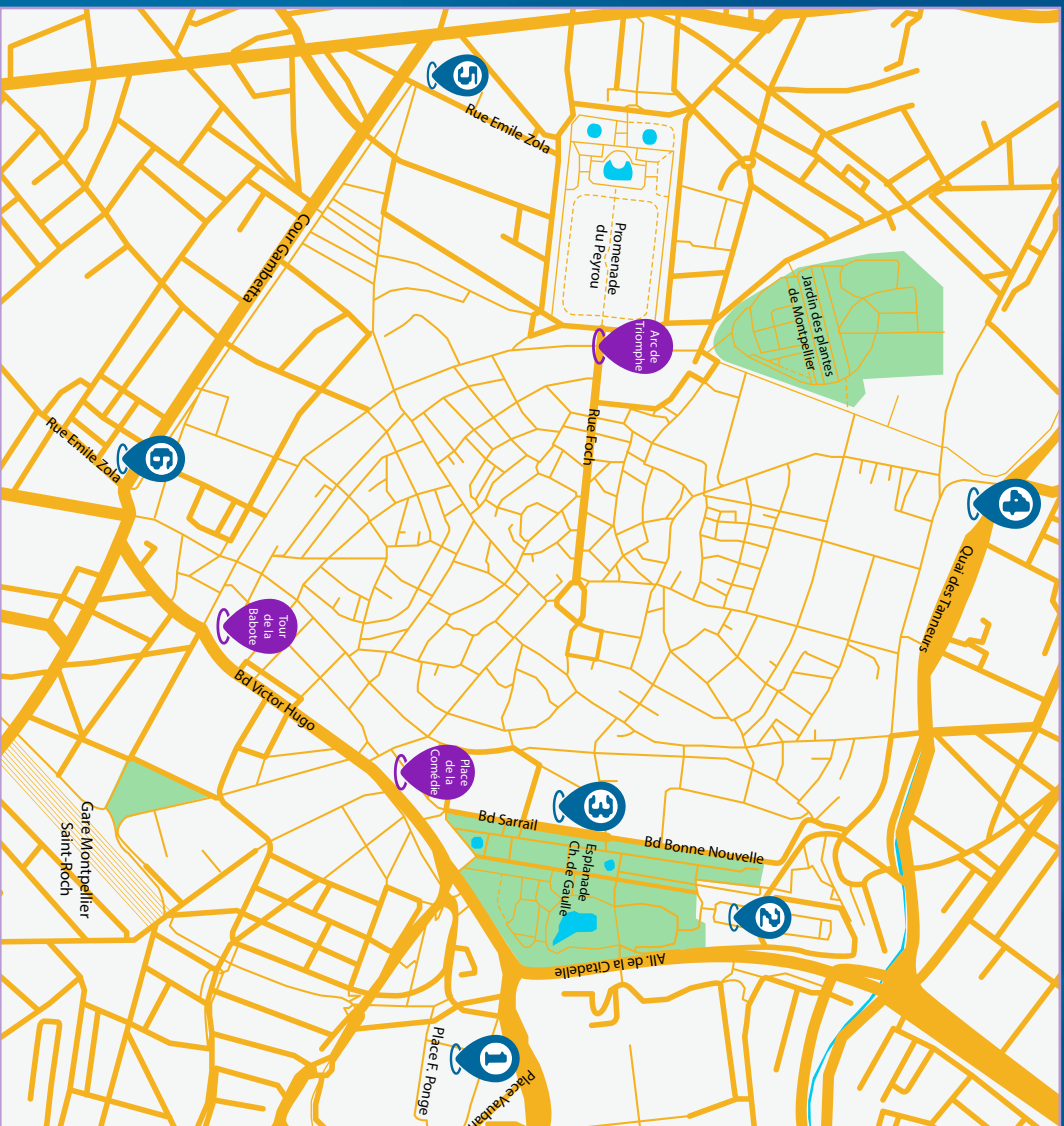 5
Rue Emile Zola
Promenade
du Peyrou
Jardin des plantes
de Montpellier
Cour Gambetta
Arc de
Triomphe
Rue Foch
Rue Emile Zola
6
4
Quai des Tanneurs
Tour
de la
Babote
Bd Victor Hugo
Place
de la
Comédie
3
Bd Sarrail
Bd Bonne Nouvelle
Esplanade
Ch. de Gaulle
2
Gare Montpellier
Saint-Roch
All. de la Citadelle
1
Place F. Ponge
Place Vauban